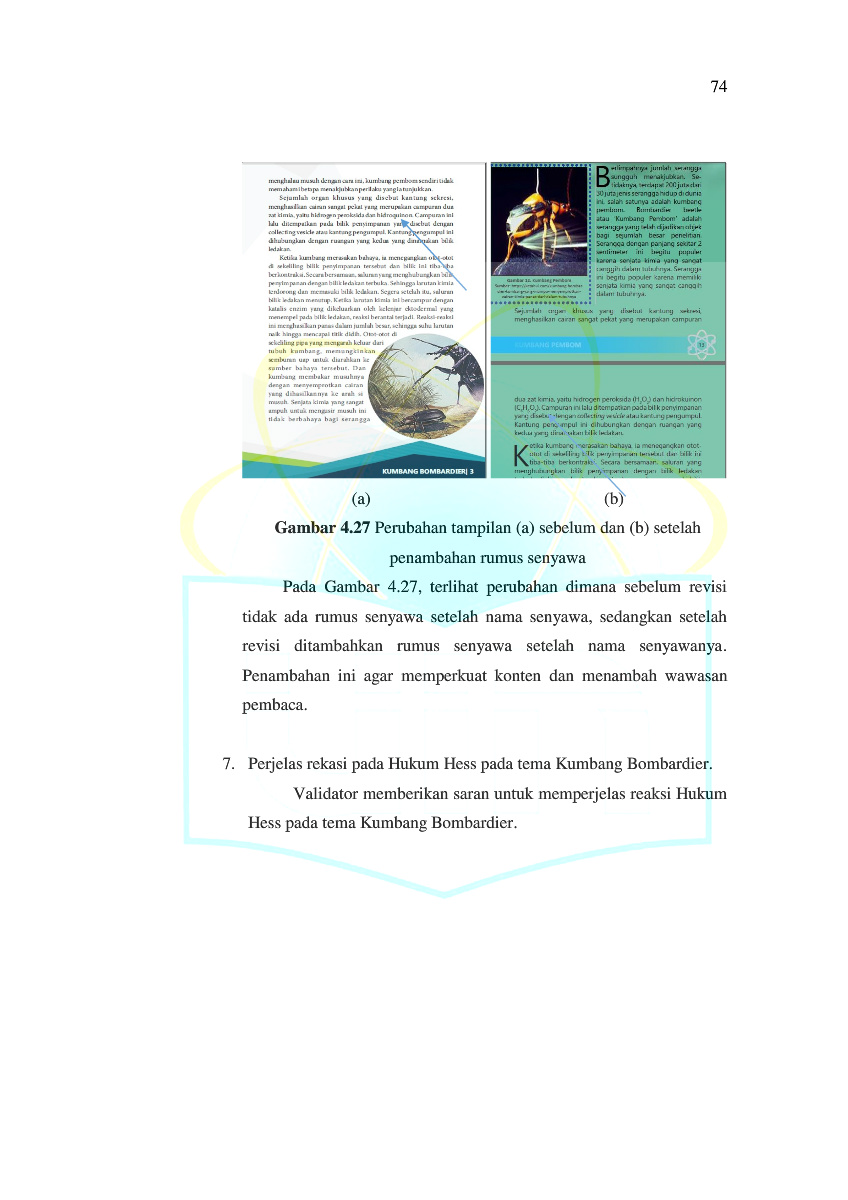 74
menghalau musuh dengan cara ini, kumbang pembom sendiri tidak
memahami betapa menakjubkan perilaku yang ia tunjukkan.
Sejumlah organ khusus yang disebut kantung sekresi,
menghasilkan cairan sangat pekat yang merupakan campuran dua
zat kimia, yaitu hidrogen peroksida dan hidroquinon. Campuran ini
lalu ditempatkan pada bilik penyimpanan yang disebut dengan
collecting vesicle atau kantung pengumpul. Kantung pengumpul ini
dihubungkan dengan ruangan yang kedua yang dinamakan bilik
ledakan.
Ketika kumbang merasakan bahaya, ia menegangkan otot-otot
di sekeliling bilik penyimpanan tersebut dan bilik ini tiba-tiba
berkontraksi, Secara bersamaan, saluran yang menghubungkan bilik
penyimpanan dengan bilik ledakan terbuka. Sehingga larutan kimia
terdorong dan memasuki bilik ledakan. Segera setelah itu, saluran
bilik ledakan menutup. Ketika larutan kimia ini bercampur dengan
katalis enzim yang dikeluarkan oleh kelenjar ektodermal yang
menempel pada bilik ledakan, reaksi berantai terjadi. Reaksi-reaksi
ini menghasilkan panas dalam jumlah besar, sehingga suhu larutan
naik hingga mencapai titik didih. Otot-otot di
sekeliling pipa yang mengarah keluar dari
tubuh kumbang, memungkinkan
semburan uap untuk diarahkan ke
sumber bahaya tersebut. Dan
kumbang membakar musuhnya
dengan menyemprotkan cairan
yang dihasilkannya ke arah si
musuh. Senjata kimia yang sangat
ampuh untuk mengusir musuh ini
tidak berbahaya bagi serangga
KUMBANG BOMBARDIER| 3
Berlimpahnya jumlah serangga
sungguh menakjubkan. Se-
tidaknya, terdapat 200 juta dari
30 juta jenis serangga hidup di dunia
ini, salah satunya adalah kumbang
pembom. Bombardier beetle
atau 'Kumbang Pembom' adalah
serangga yang telah dijadikan objek
bagi sejumlah besar penelitian.
Serangga dengan panjang sekitar 2
sentimeter ini begitu populer
karena senjata kimia yang sangat
canggih dalam tubuhnya. Serangga
ini begitu populer karena memiliki
senjata kimia yang sangat canggih
dalam tubuhnya.
Kumbang Pembom
Sejumlah organ khusus yang disebut kantung sekresi,
menghasilkan cairan sangat pekat yang merupakan campuran
KUMBANG PEMBOM
13
dua zat kimia, yaitu hidrogen peroksida (H2O2) dan hidrokuinon
(C6H6O2). Campuran ini lalu ditempatkan pada bilik penyimpanan
yang disebut dengan collecting vesicle atau kantung pengumpul.
Kantung pengumpul ini dihubungkan dengan ruangan yang
kedua yang dinamakan bilik ledakan.
Ketika kumbang merasakan bahaya, ia menegangkan otot-
otot di sekeliling bilik penyimpanan tersebut dan bilik ini
tiba-tiba berkontraksi. Secara bersamaan, saluran yang
menghubungkan bilik penyimpanan dengan bilik ledakan
(a) (b)
Gambar 4.27 Perubahan tampilan (a) sebelum dan (b) setelah
penambahan rumus senyawa
Pada Gambar 4.27, terlihat perubahan dimana sebelum revisi
tidak ada rumus senyawa setelah nama senyawa, sedangkan setelah
revisi ditambahkan rumus senyawa setelah nama senyawanya.
Penambahan ini agar memperkuat konten dan menambah wawasan
pembaca.
7. Perjelas rekasi pada Hukum Hess pada tema Kumbang Bombardier.
Validator memberikan saran untuk memperjelas reaksi Hukum
Hess pada tema Kumbang Bombardier.